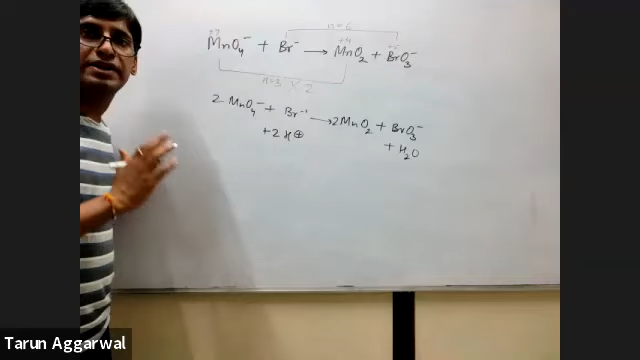 n=6
+7 +4 +5
MnO₄⁻ + Br⁻ → MnO₂ + BrO₃⁻
n=3 × 2
2 MnO₄⁻ + Br⁻¹ → 2MnO₂ + BrO₃⁻
+2H⊕ + H₂O
Tarun Aggarwal